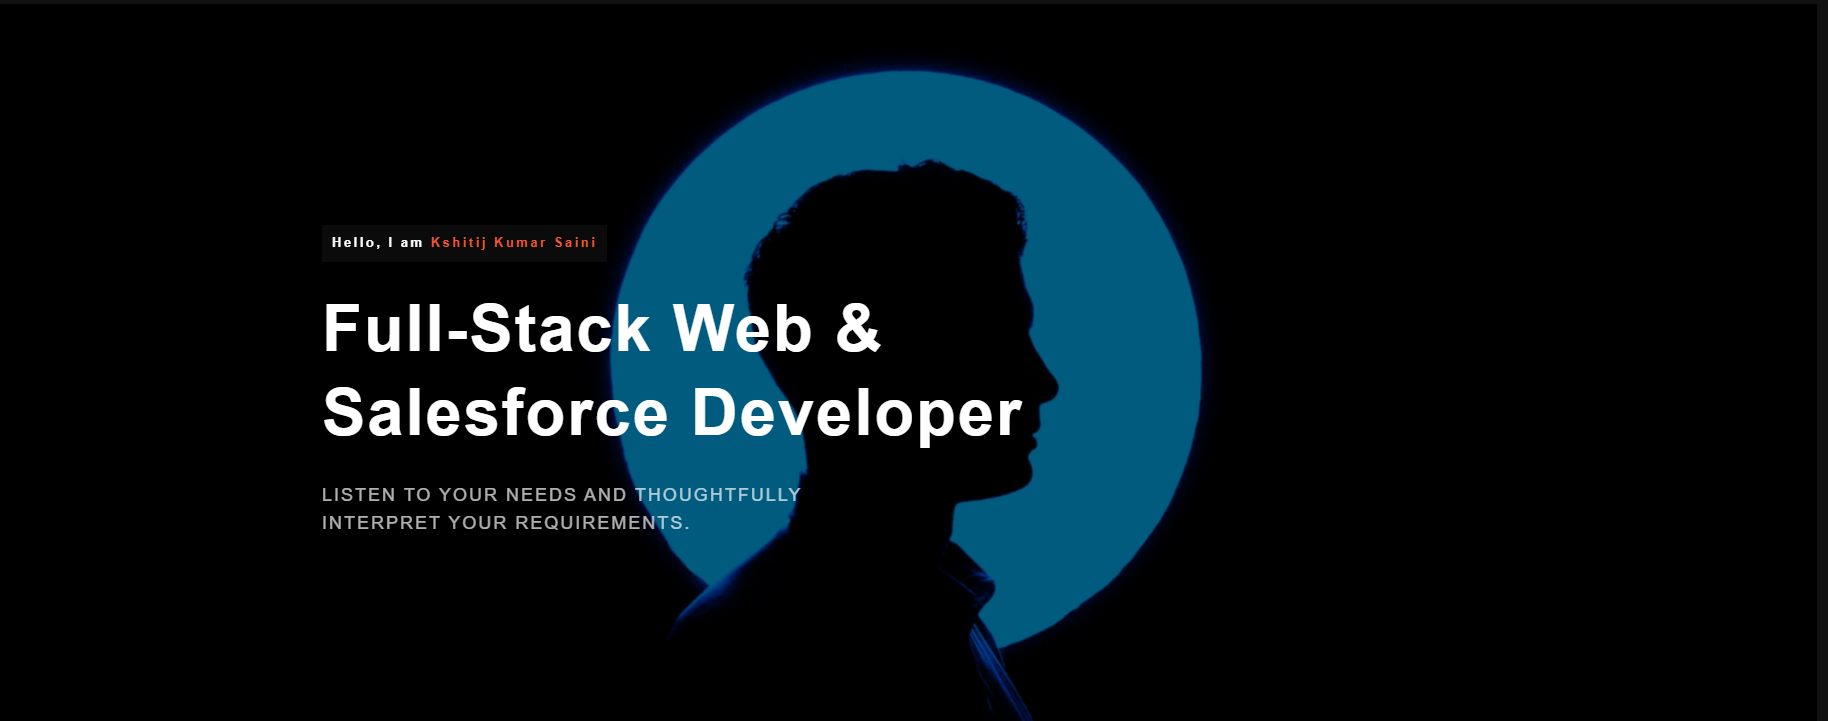 Hello, I am Kshitij Kumar Saini
Full-Stack Web &
Salesforce Developer
LISTEN TO YOUR NEEDS AND THOUGHTFULLY
INTERPRET YOUR REQUIREMENTS.